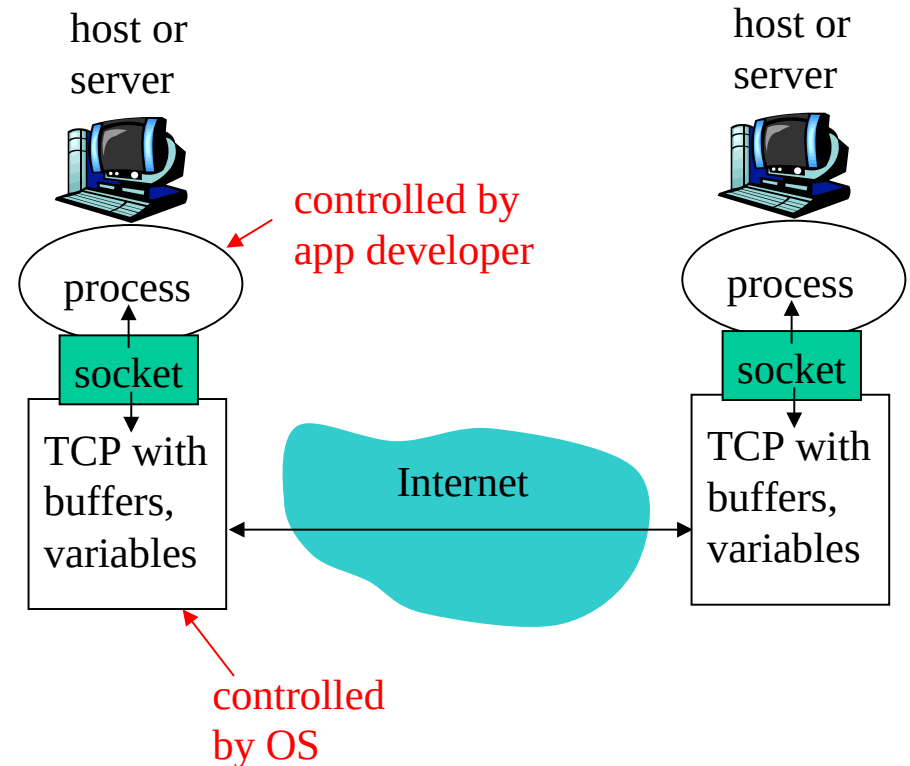 host or
server
host or
server
controlled by
app developer
process
process
socket
socket
TCP with
buffers,
variables
Internet
TCP with
buffers,
variables
controlled
by OS